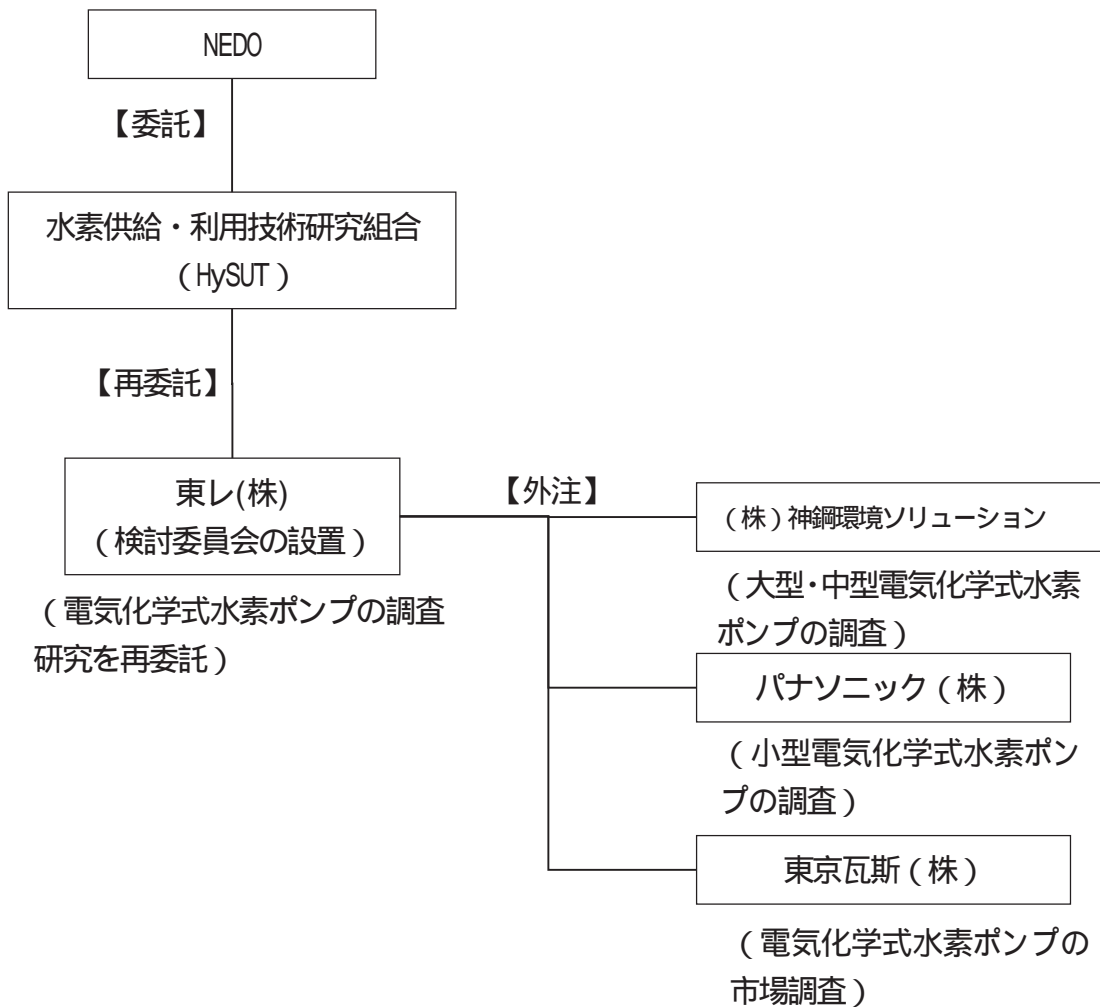 NEDO
【委託】
水素供給・利用技術研究組合
（HySUT）
【再委託】
東レ(株)
（検討委員会の設置）
（電気化学式水素ポンプの調査
研究を再委託）
【外注】
（株）神鋼環境ソリューション
（大型・中型電気化学式水素
ポンプの調査）
パナソニック（株）
（小型電気化学式水素ポン
プの調査）
東京瓦斯（株）
（電気化学式水素ポンプの
市場調査）